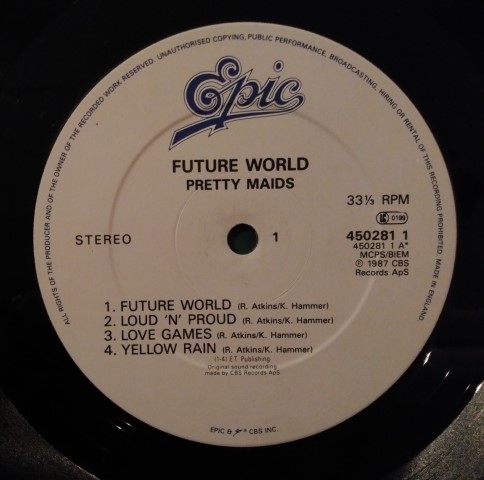 ALL RIGHTS OF THE PRODUCER AND OF THE OWNER OF THE RECORDED WORK RESERVED. UNAUTHORISED COPYING, PUBLIC PERFORMANCE, BROADCASTING, HIRING OR RENTAL OF THIS RECORDING PROHIBITED. MADE IN ENGLAND.
Epic
FUTURE WORLD
PRETTY MAIDS
33⅓ RPM
LC 0199
STEREO
1
450281 1
450281 1 A*
MCPS/BIEM
℗ 1987 CBS
Records ApS
1. FUTURE WORLD (R. Atkins/K. Hammer)
2. LOUD 'N' PROUD (R. Atkins/K. Hammer)
3. LOVE GAMES (R. Atkins/K. Hammer)
4. YELLOW RAIN (R. Atkins/K. Hammer)
(1-4) E.T. Publishing
Original sound recording
made by CBS Records ApS
EPIC & CBS INC.